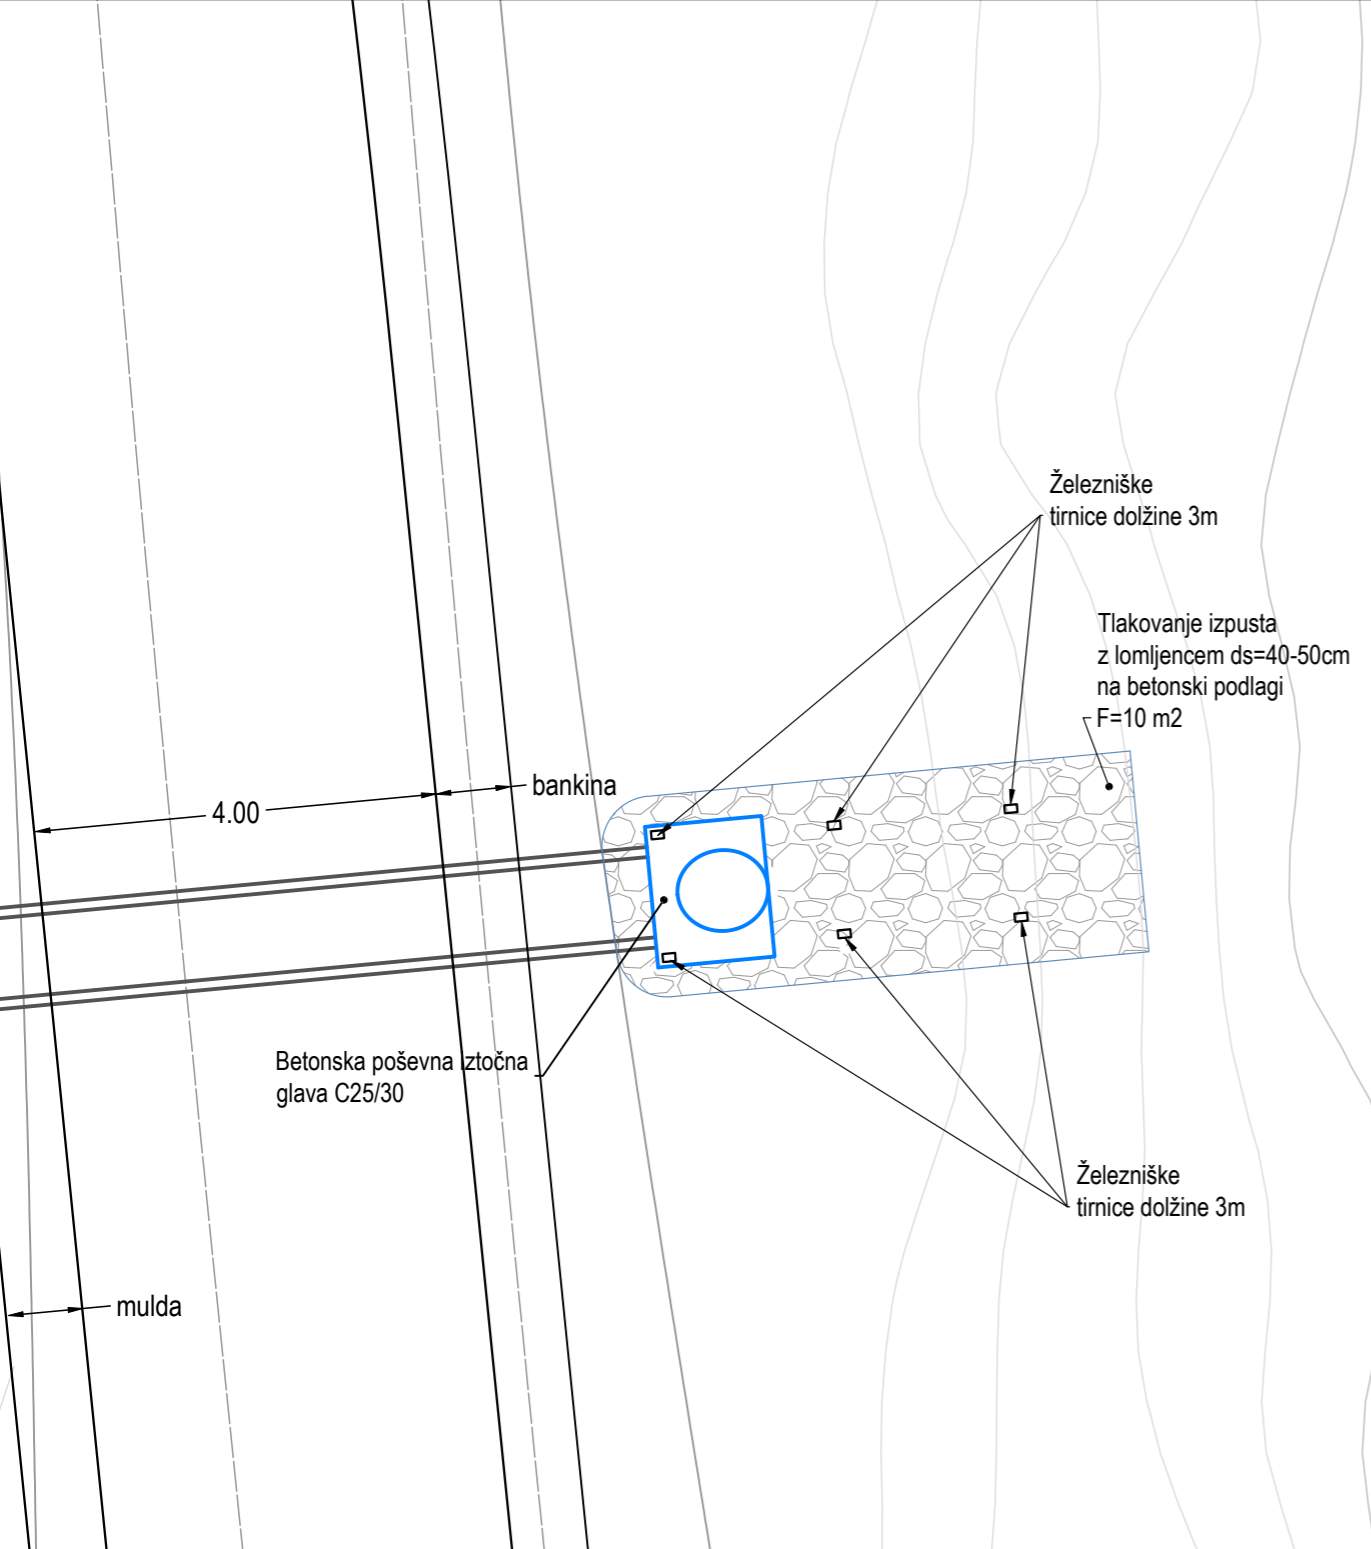 Železniške
tirnice dolžine 3m
Tlakovanje izpusta
z lomljencem ds=40-50cm
na betonski podlagi
F=10 m2
bankina
4.00
Betonska poševna iztočna
glava C25/30
Železniške
tirnice dolžine 3m
mulda